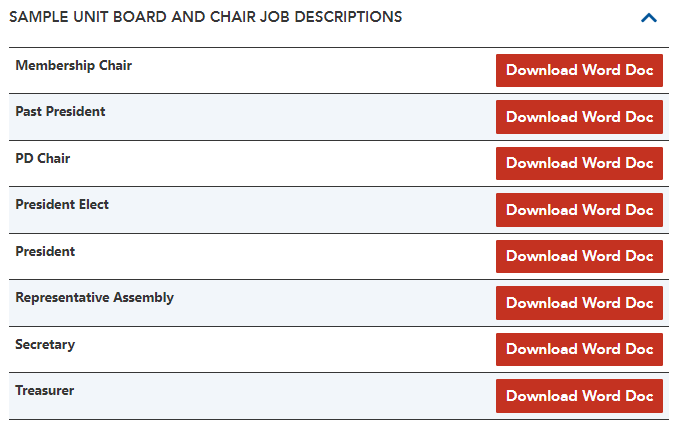 SAMPLE UNIT BOARD AND CHAIR JOB DESCRIPTIONS
Membership Chair Download Word Doc
Past President Download Word Doc
PD Chair Download Word Doc
President Elect Download Word Doc
President Download Word Doc
Representative Assembly Download Word Doc
Secretary Download Word Doc
Treasurer Download Word Doc